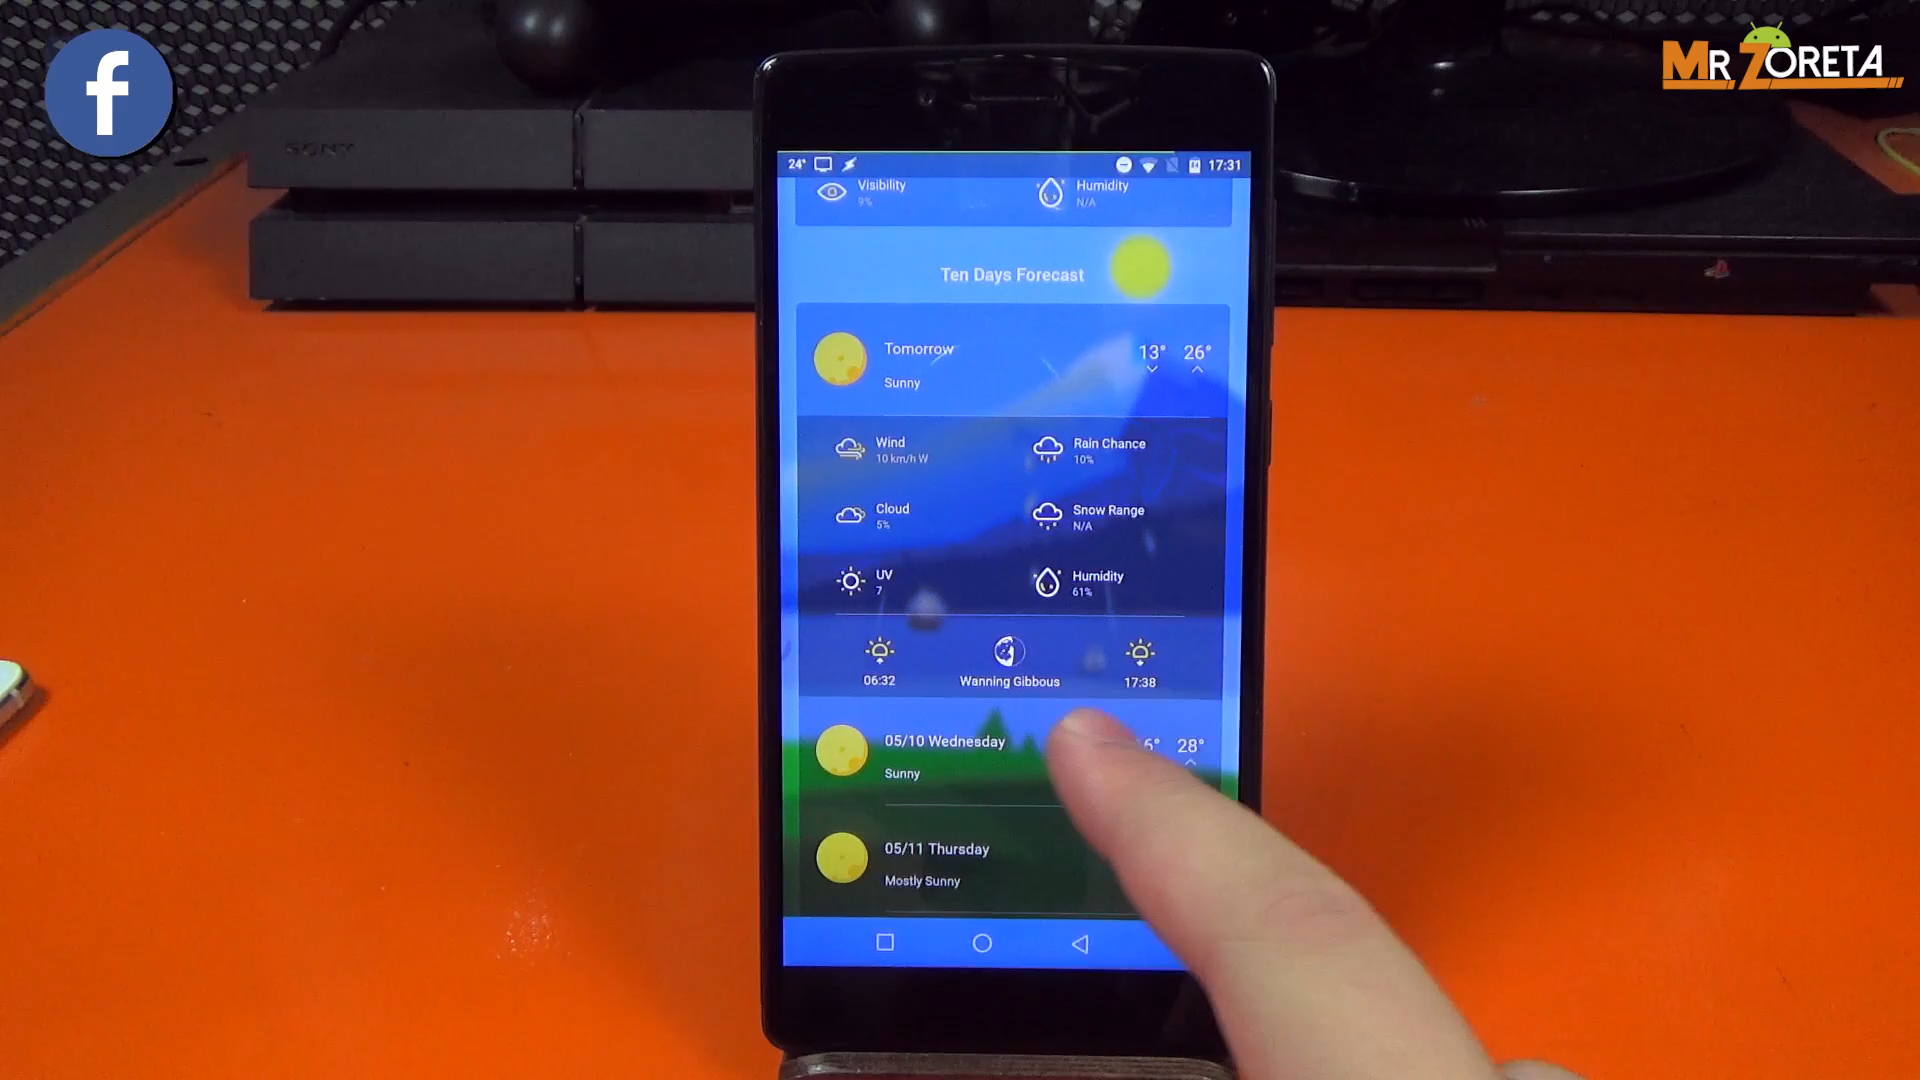 f
MR ZORETA
SONY
24° 17:31
Visibility
9%
Humidity
N/A
Ten Days Forecast
Tomorrow
Sunny
13° 26°
Wind
10 km/h W
Rain Chance
10%
Cloud
5%
Snow Range
N/A
UV
7
Humidity
61%
06:32
Wanning Gibbous
17:38
05/10 Wednesday
Sunny
28°
05/11 Thursday
Mostly Sunny